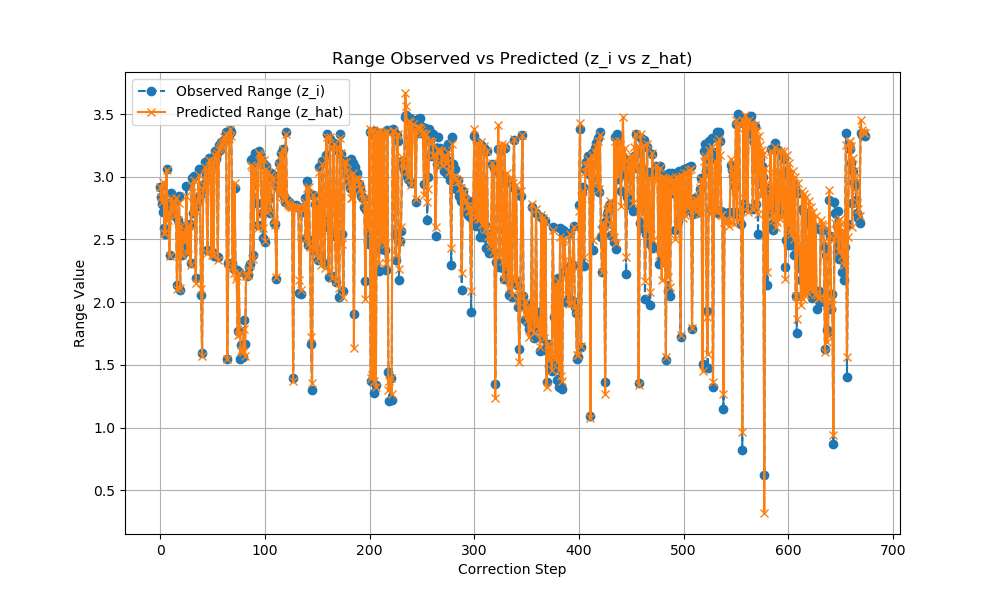 Range Observed vs Predicted (z_i vs z_hat)
Observed Range (z_i)
Predicted Range (z_hat)
Range Value
3.5
3.0
2.5
2.0
1.5
1.0
0.5
0 100 200 300 400 500 600 700
Correction Step